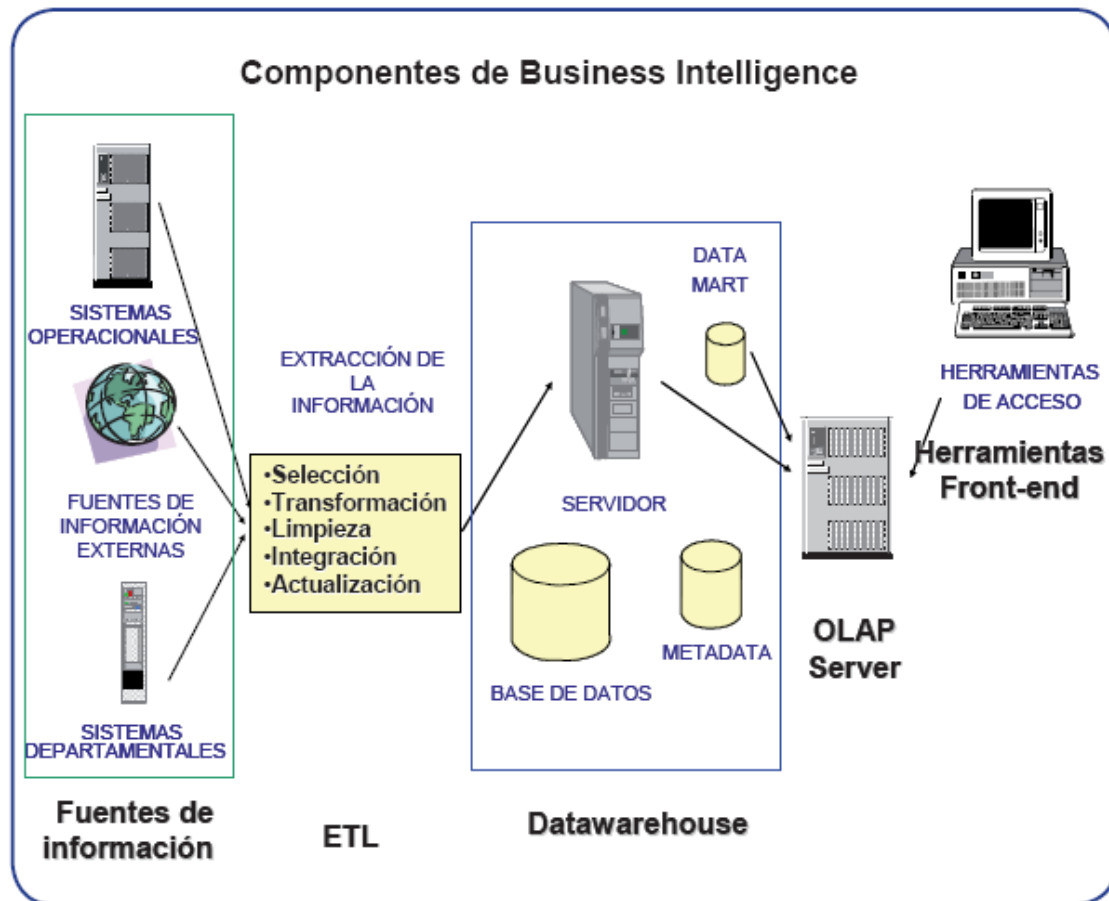 Componentes de Business Intelligence
SISTEMAS
OPERACIONALES
FUENTES DE
INFORMACIÓN
EXTERNAS
SISTEMAS
DEPARTAMENTALES
Fuentes de
información
EXTRACCIÓN DE
LA
INFORMACIÓN
•Selección
•Transformación
•Limpieza
•Integración
•Actualización
ETL
DATA
MART
SERVIDOR
BASE DE DATOS
METADATA
Datawarehouse
OLAP
Server
HERRAMIENTAS
DE ACCESO
Herramientas
Front-end